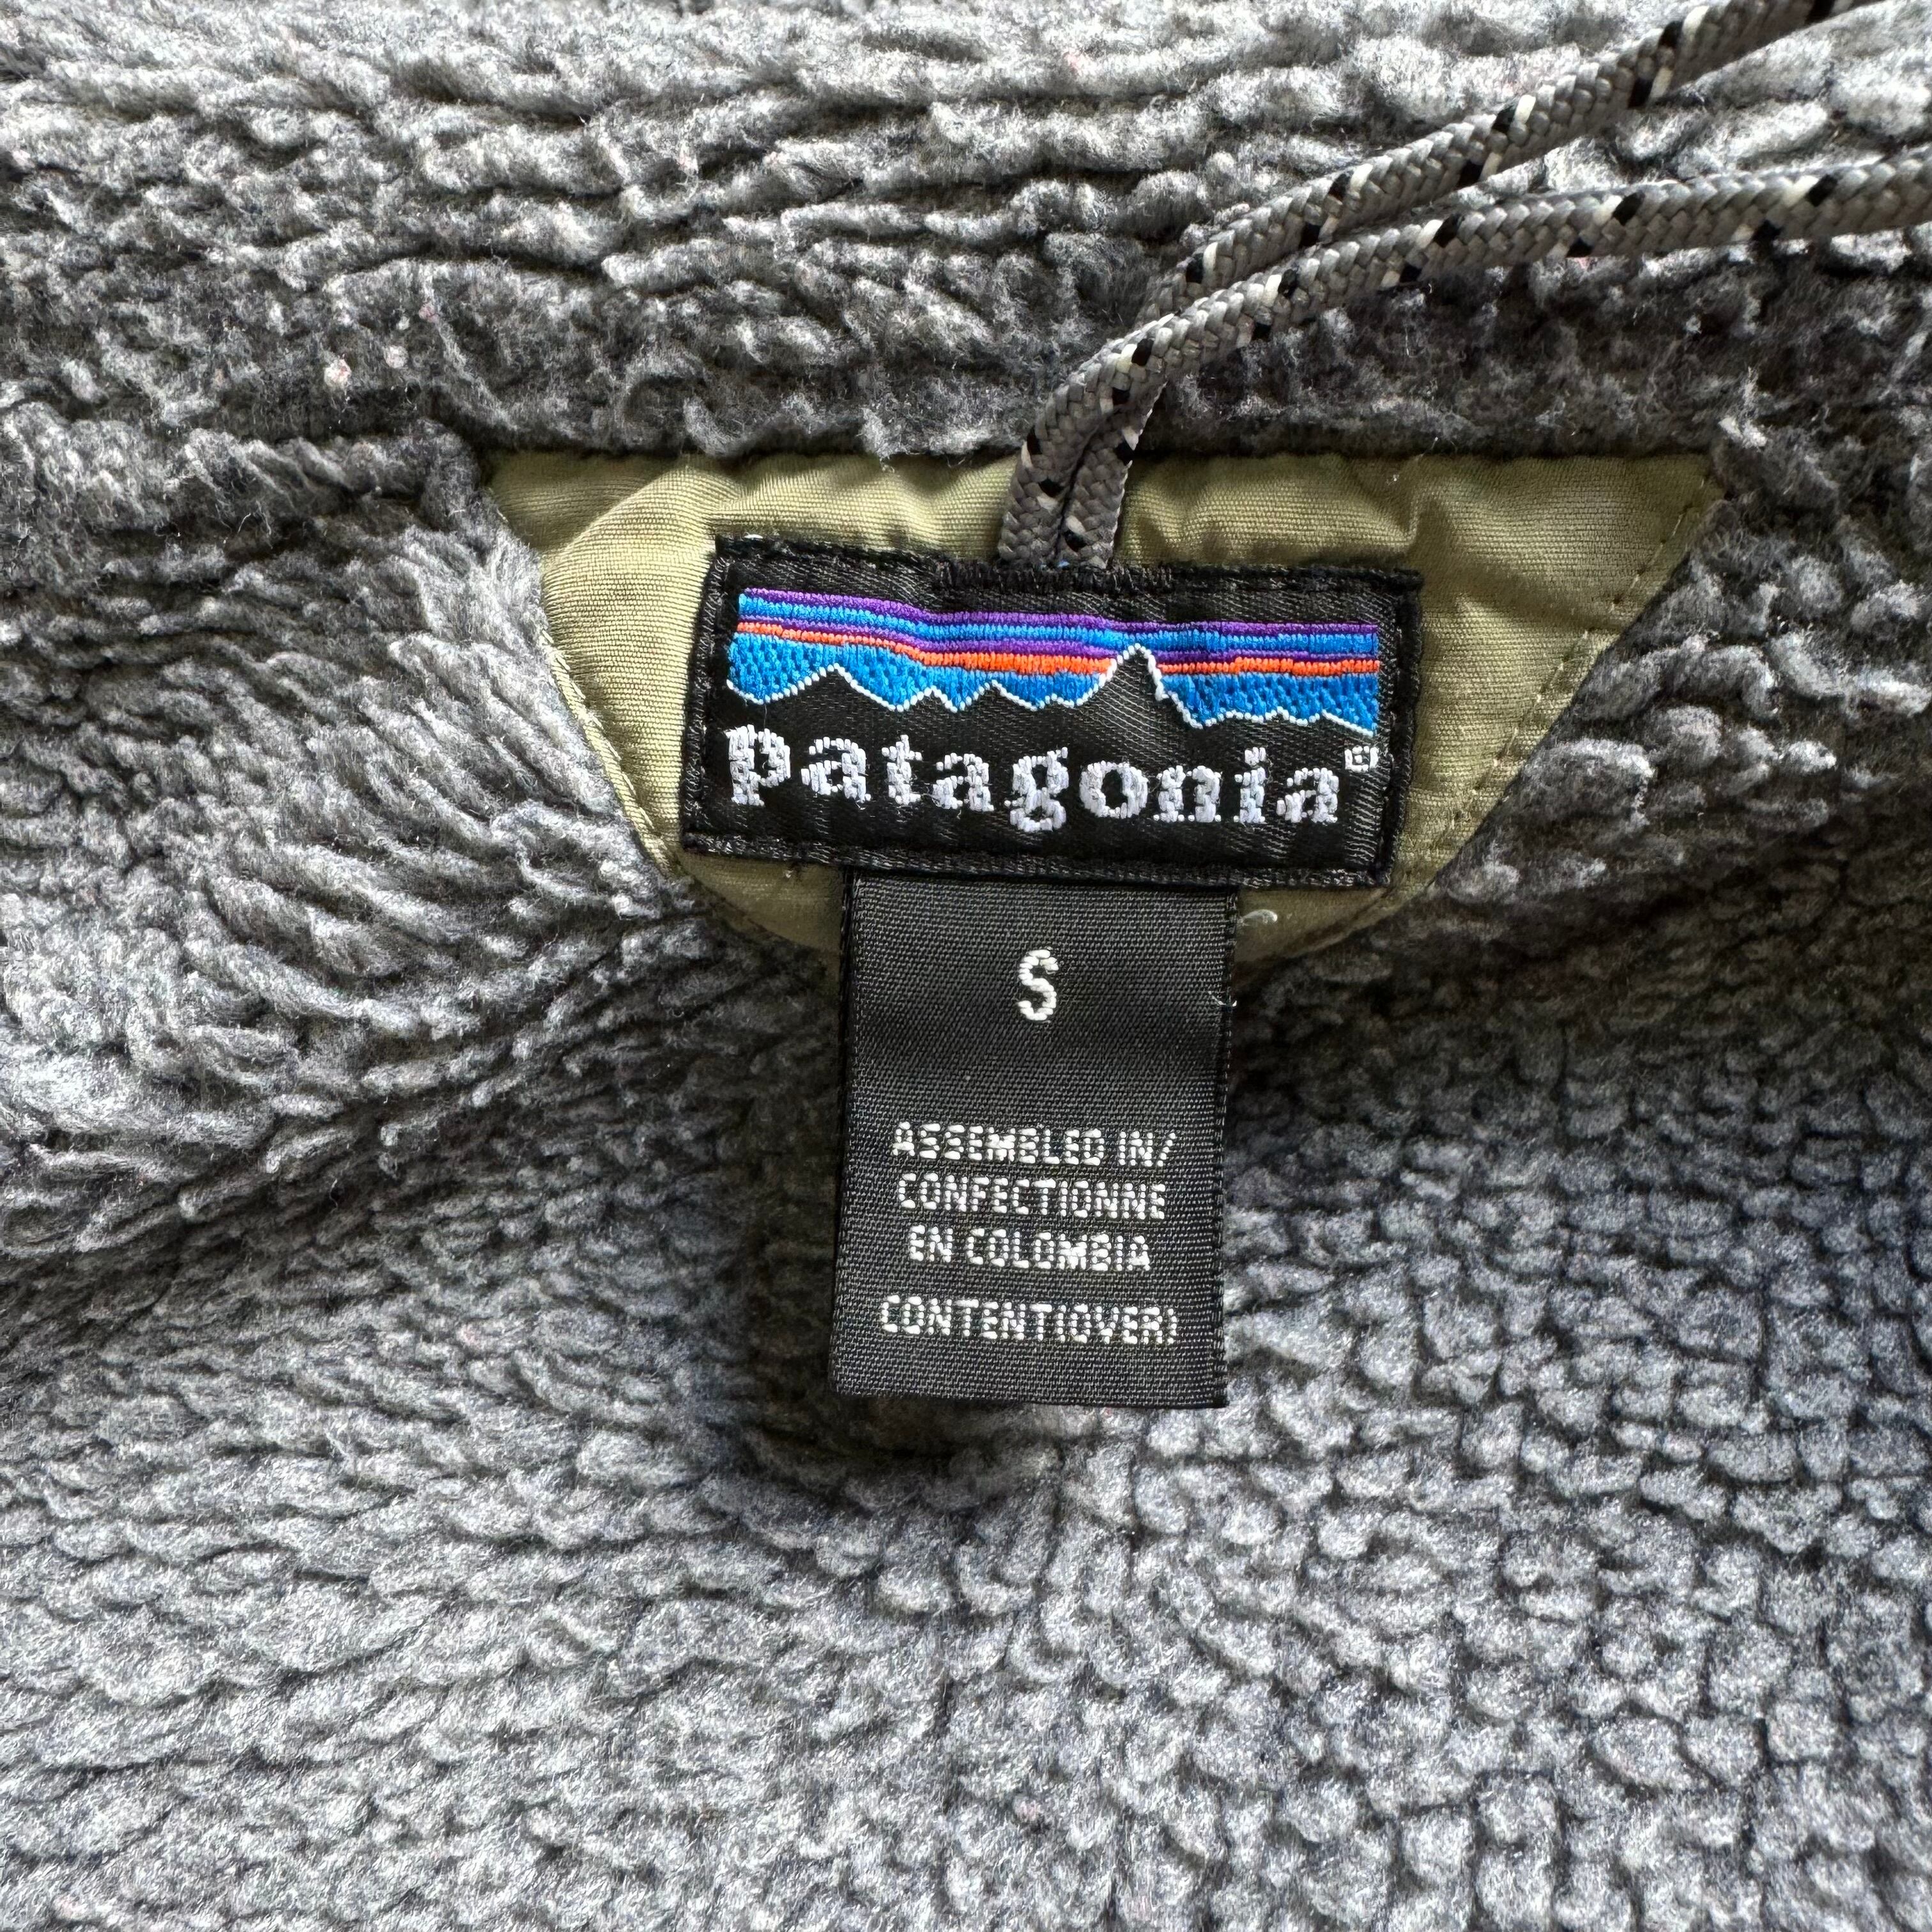 patagonia®
S
ASSEMBLED IN/
CONFECTIONNE
EN COLOMBIA
CONTENT(OVER)